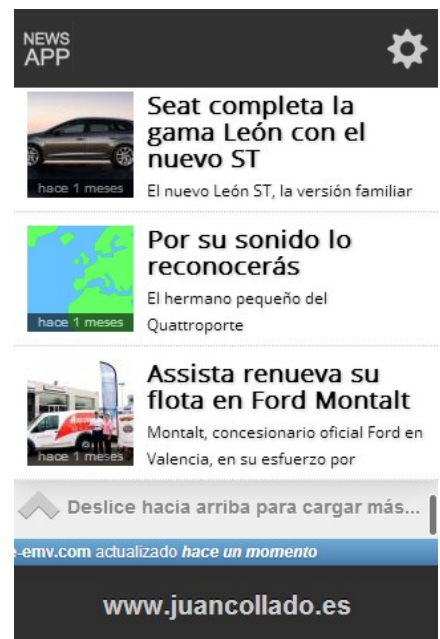 NEWS
APP
Seat completa la
gama León con el
nuevo ST
hace 1 meses
El nuevo León ST, la versión familiar
Por su sonido lo
reconocerás
hace 1 meses
El hermano pequeño del
Quattroporte
Assista renueva su
flota en Ford Montalt
hace 1 meses
Montalt, concesionario oficial Ford en
Valencia, en su esfuerzo por
Deslice hacia arriba para cargar más...
e-emv.com actualizado hace un momento
www.juancollado.es